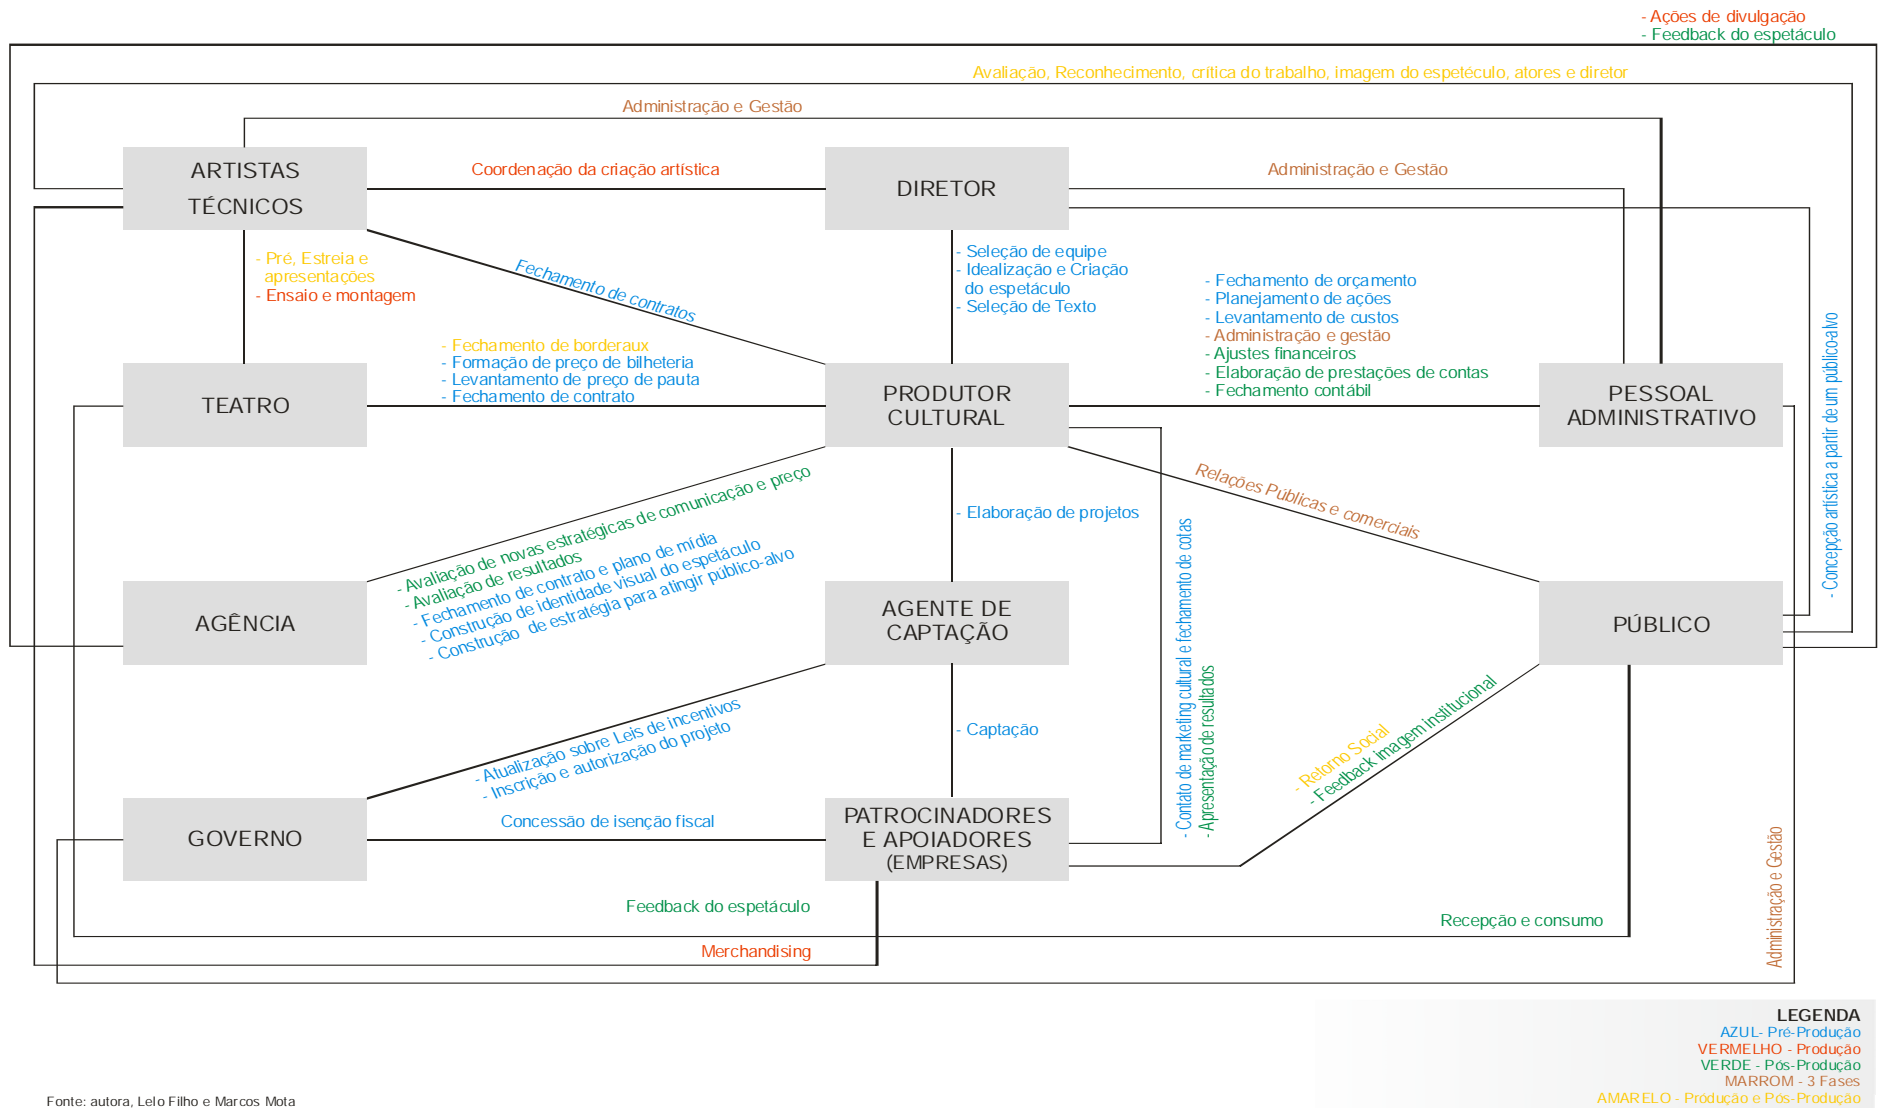 - Ações de divulgação
- Feedback do espetáculo
Avaliação, Reconhecimento, crítica do trabalho, imagem do espetéculo, atores e diretor
Administração e Gestão
ARTISTAS
TÉCNICOS
Coordenação da criação artística
DIRETOR
Administração e Gestão
- Pré, Estreia e
apresentações
- Ensaio e montagem
Fechamento de contratos
- Seleção de equipe
- Idealização e Criação
do espetáculo
- Seleção de Texto
- Fechamento de orçamento
- Planejamento de ações
- Levantamento de custos
- Administração e gestão
- Ajustes financeiros
- Elaboração de prestações de contas
- Fechamento contábil
- Concepção artística a partir de um público-alvo
- Fechamento de borderaux
- Formação de preço de bilheteria
- Levantamento de preço de pauta
- Fechamento de contrato
TEATRO
PRODUTOR
CULTURAL
PESSOAL
ADMINISTRATIVO
- Avaliação de novas estratégicas de comunicação e preço
- Avaliação de resultados
- Fechamento de contrato e plano de mídia
- Construção de identidade visual do espetáculo
- Construção de estratégia para atingir público-alvo
- Elaboração de projetos
Relações Públicas e comerciais
- Contato de marketing cultural e fechamento de cotas
- Apresentação de resultados
AGÊNCIA
AGENTE DE
CAPTAÇÃO
PÚBLICO
- Atualização sobre Leis de incentivos
- Inscrição e autorização do projeto
- Captação
- Retorno Social
- Feedback imagem institucional
GOVERNO
Concessão de isenção fiscal
PATROCINADORES
E APOIADORES
(EMPRESAS)
Administração e Gestão
Feedback do espetáculo
Recepção e consumo
Merchandising
LEGENDA
AZUL- Pré-Produção
VERMELHO - Produção
VERDE - Pós-Produção
MARROM - 3 Fases
AMARELO - Pródução e Pós-Produção
Fonte: autora, Lelo Filho e Marcos Mota